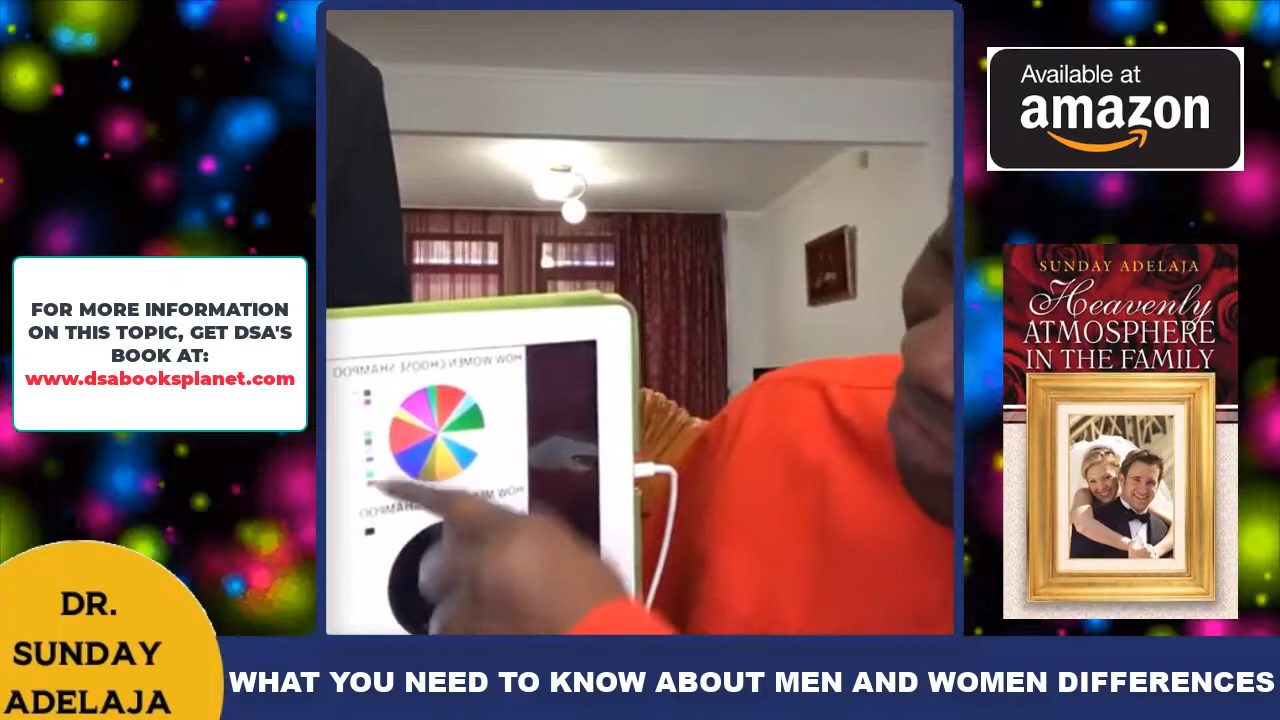 Available at
amazon
SUNDAY ADELAJA
Heavenly
ATMOSPHERE
IN THE FAMILY
FOR MORE INFORMATION
ON THIS TOPIC, GET DSA'S
BOOK AT:
www.dsabooksplanet.com
HOW WOMEN CHOOSE SHAMPOO
HOW
SHAMPOO
DR.
SUNDAY
ADELAJA
WHAT YOU NEED TO KNOW ABOUT MEN AND WOMEN DIFFERENCES